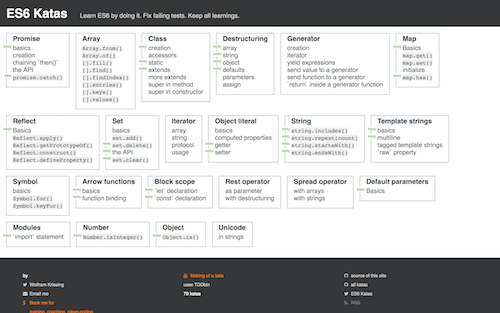 ES6 Katas
Learn ES6 by doing it. Fix failing tests. Keep all learnings.
Promise
basics
creation
chaining `then()`
the API
promise.catch()
Array
Array.from()
Array.of()
[].fill()
[].find()
[].findIndex()
[].entries()
[].keys()
[].values()
Class
creation
accessors
static
extends
more extends
super in method
super in constructor
Destructuring
array
string
object
defaults
parameters
assign
Generator
creation
iterator
yield expressions
send value to a generator
send function to a generator
`return` inside a generator function
Map
Basics
map.get()
map.set()
initialize
map.has()
Reflect
Basics
Reflect.apply()
Reflect.getPrototypeOf()
Reflect.construct()
Reflect.defineProperty()
Set
basics
set.add()
set.delete()
the API
set.clear()
Iterator
array
string
protocol
usage
Object literal
basics
computed properties
getter
setter
String
string.includes()
string.repeat(count)
string.startsWith()
string.endsWith()
Template strings
basics
multiline
tagged template strings
`raw` property
Symbol
basics
Symbol.for()
Symbol.keyFor()
Arrow functions
basics
function binding
Block scope
`let` declaration
`const` declaration
Rest operator
as parameter
with destructuring
Spread operator
with arrays
with strings
Default parameters
Basics
Modules
`import` statement
Number
Number.isInteger()
Object
Object.is()
Unicode
in strings
by
Wolfram Kriesing
Email me
Book me for
training, coaching, clean-coding
Making of a kata
uses TDDbin
79 katas
source of this site
all katas
ES6 Katas
RSS